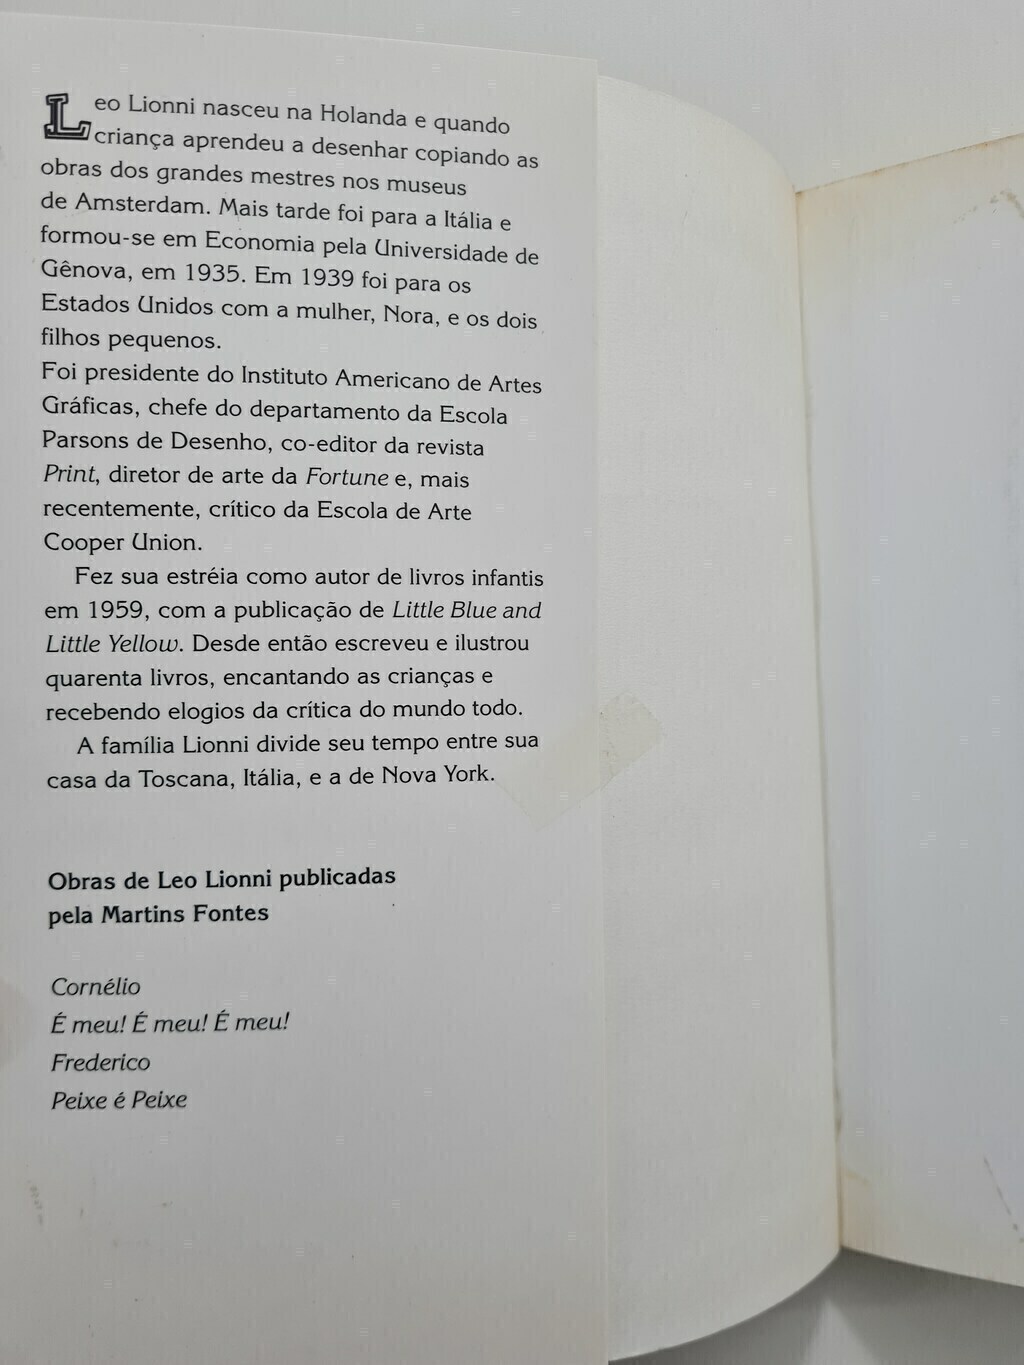 Leo Lionni nasceu na Holanda e quando
criança aprendeu a desenhar copiando as
obras dos grandes mestres nos museus
de Amsterdam. Mais tarde foi para a Itália e
formou-se em Economia pela Universidade de
Gênova, em 1935. Em 1939 foi para os
Estados Unidos com a mulher, Nora, e os dois
filhos pequenos.
Foi presidente do Instituto Americano de Artes
Gráficas, chefe do departamento da Escola
Parsons de Desenho, co-editor da revista
Print, diretor de arte da Fortune e, mais
recentemente, crítico da Escola de Arte
Cooper Union.
Fez sua estréia como autor de livros infantis
em 1959, com a publicação de Little Blue and
Little Yellow. Desde então escreveu e ilustrou
quarenta livros, encantando as crianças e
recebendo elogios da crítica do mundo todo.
A família Lionni divide seu tempo entre sua
casa da Toscana, Itália, e a de Nova York.
Obras de Leo Lionni publicadas
pela Martins Fontes
Cornélio
É meu! É meu! É meu!
Frederico
Peixe é Peixe